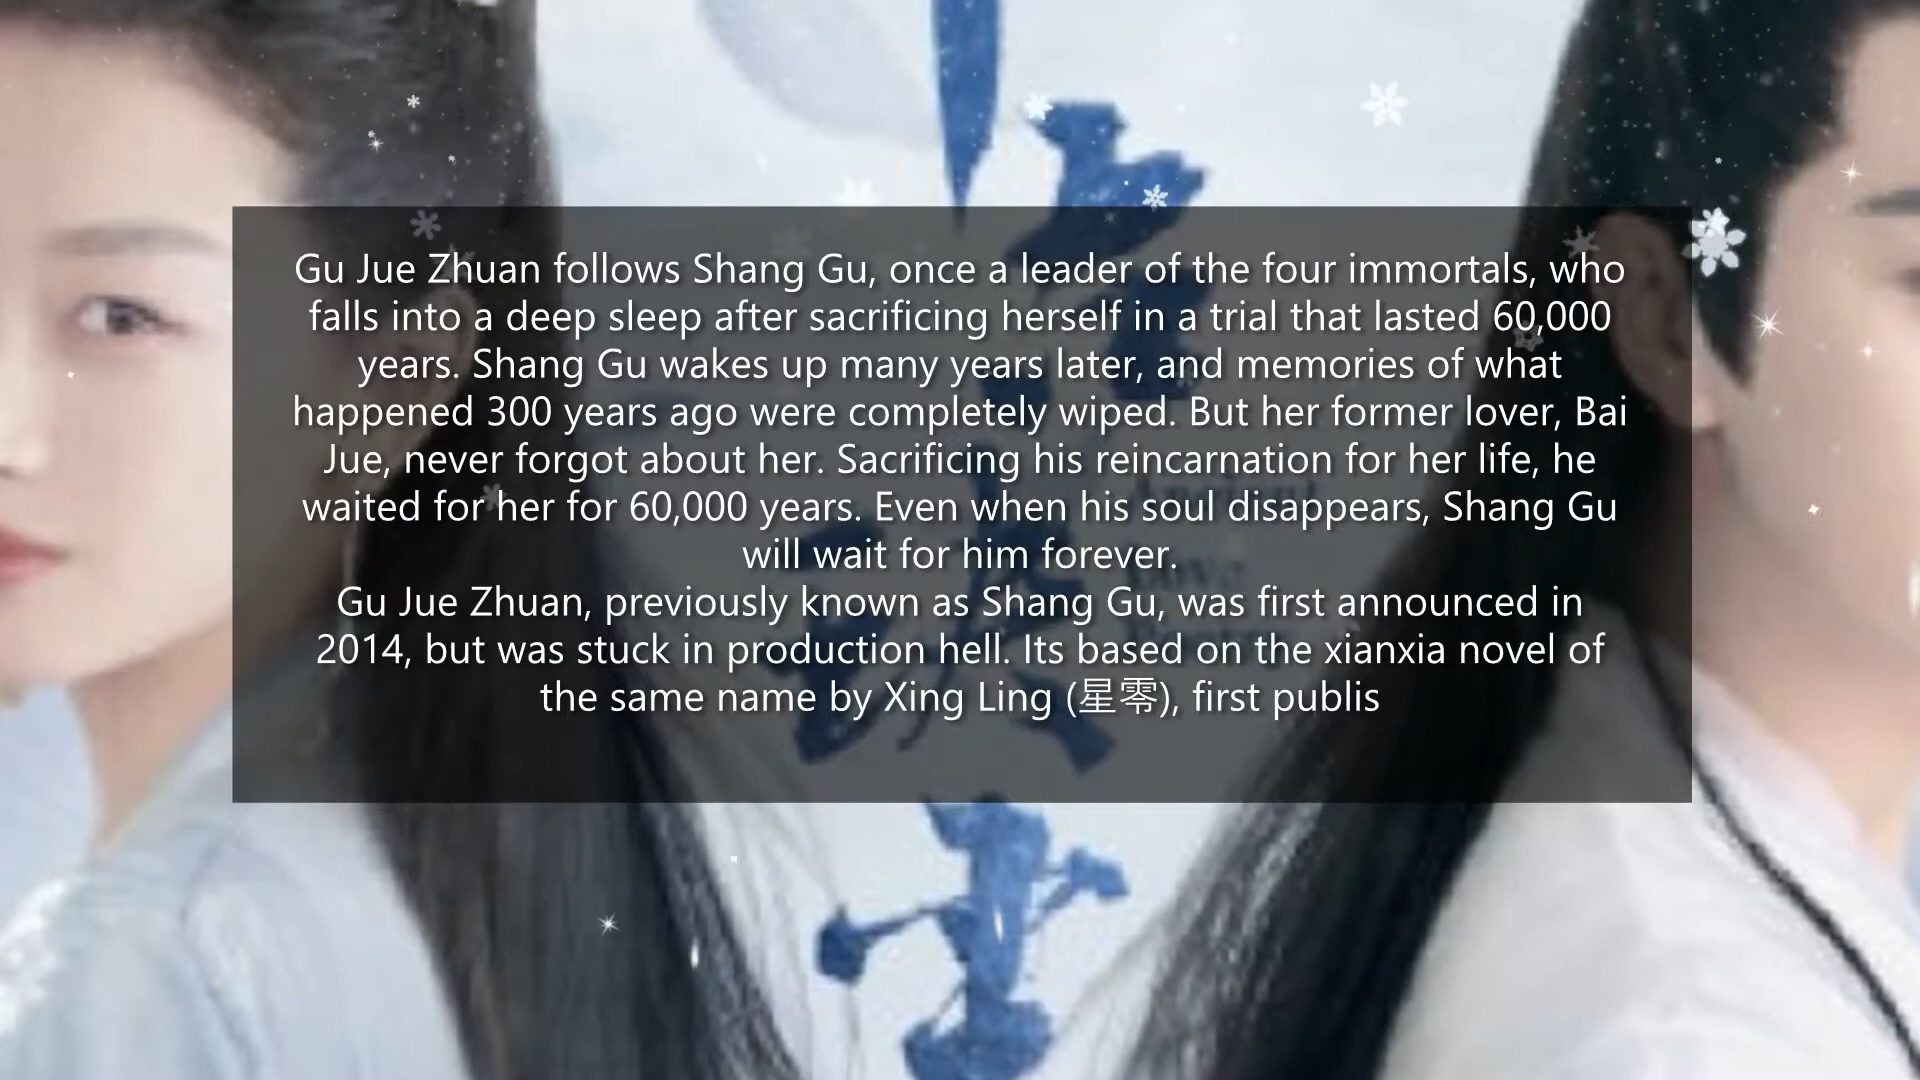 Gu Jue Zhuan follows Shang Gu, once a leader of the four immortals, who
falls into a deep sleep after sacrificing herself in a trial that lasted 60,000
years. Shang Gu wakes up many years later, and memories of what
happened 300 years ago were completely wiped. But her former lover, Bai
Jue, never forgot about her. Sacrificing his reincarnation for her life, he
waited for her for 60,000 years. Even when his soul disappears, Shang Gu
will wait for him forever.
Gu Jue Zhuan, previously known as Shang Gu, was first announced in
2014, but was stuck in production hell. Its based on the xianxia novel of
the same name by Xing Ling (星零), first publis